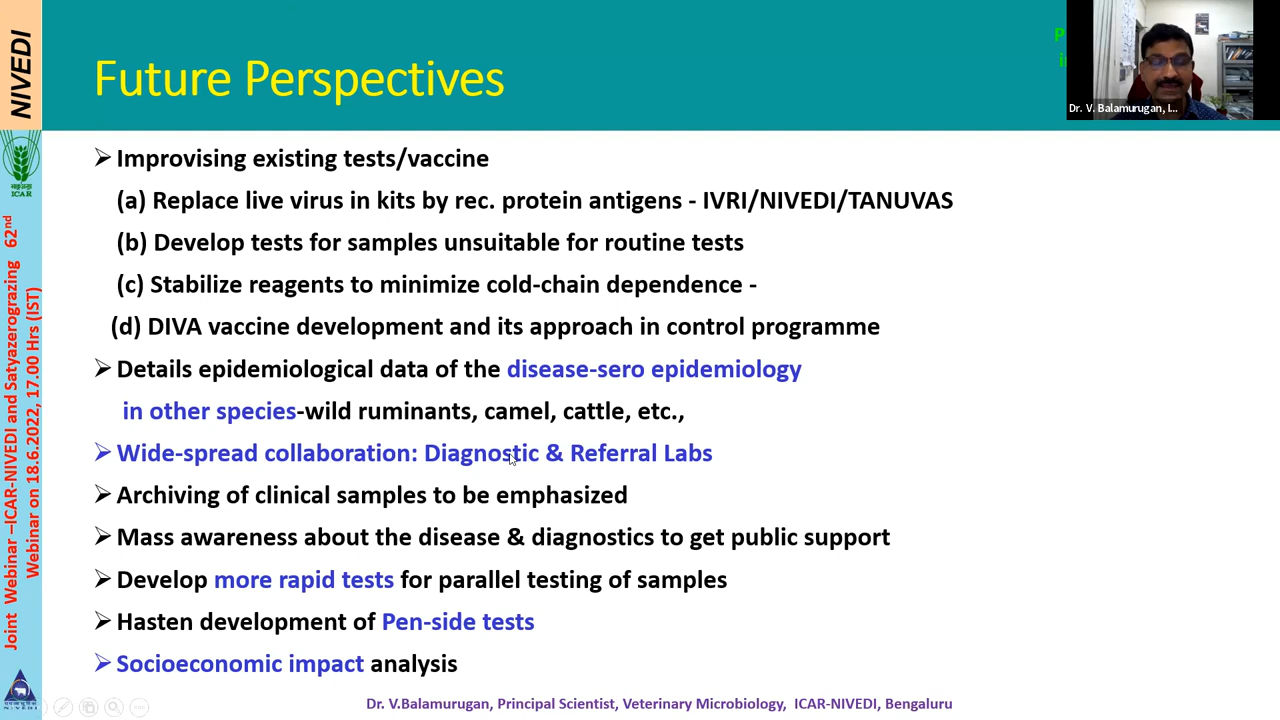 NIVEDI
ICAR
Joint Webinar –ICAR-NIVEDI and Satyazerograzing 62nd
Webinar on 18.6.2022, 17.00 Hrs (IST)
Future Perspectives
Dr. V. Balamurugan, I...
Improvising existing tests/vaccine
(a) Replace live virus in kits by rec. protein antigens - IVRI/NIVEDI/TANUVAS
(b) Develop tests for samples unsuitable for routine tests
(c) Stabilize reagents to minimize cold-chain dependence -
(d) DIVA vaccine development and its approach in control programme
Details epidemiological data of the disease-sero epidemiology
in other species-wild ruminants, camel, cattle, etc.,
Wide-spread collaboration: Diagnostic & Referral Labs
Archiving of clinical samples to be emphasized
Mass awareness about the disease & diagnostics to get public support
Develop more rapid tests for parallel testing of samples
Hasten development of Pen-side tests
Socioeconomic impact analysis
NIVEDI
Dr. V.Balamurugan, Principal Scientist, Veterinary Microbiology, ICAR-NIVEDI, Bengaluru